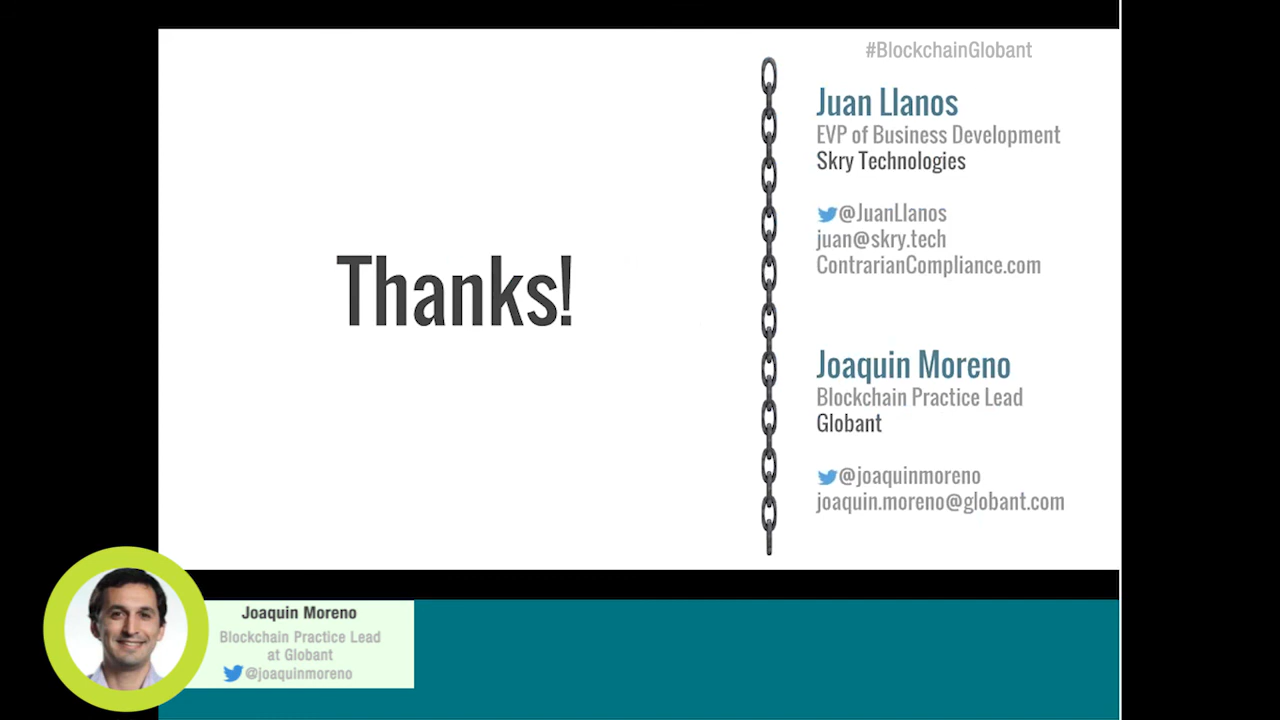 #BlockchainGlobant
Thanks!
Juan Llanos
EVP of Business Development
Skry Technologies
@JuanLlanos
juan@skry.tech
ContrarianCompliance.com
Joaquin Moreno
Blockchain Practice Lead
Globant
@joaquinmoreno
joaquin.moreno@globant.com
Joaquin Moreno
Blockchain Practice Lead
at Globant
@joaquinmoreno